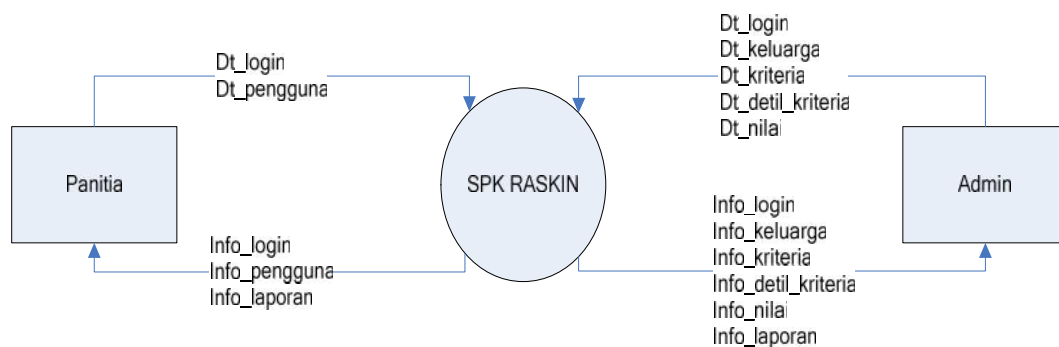 Dt_login
Dt_pengguna
Panitia
Info_login
Info_pengguna
Info_laporan
SPK RASKIN
Dt_login
Dt_keluarga
Dt_kriteria
Dt_detil_kriteria
Dt_nilai
Admin
Info_login
Info_keluarga
Info_kriteria
Info_detil_kriteria
Info_nilai
Info_laporan